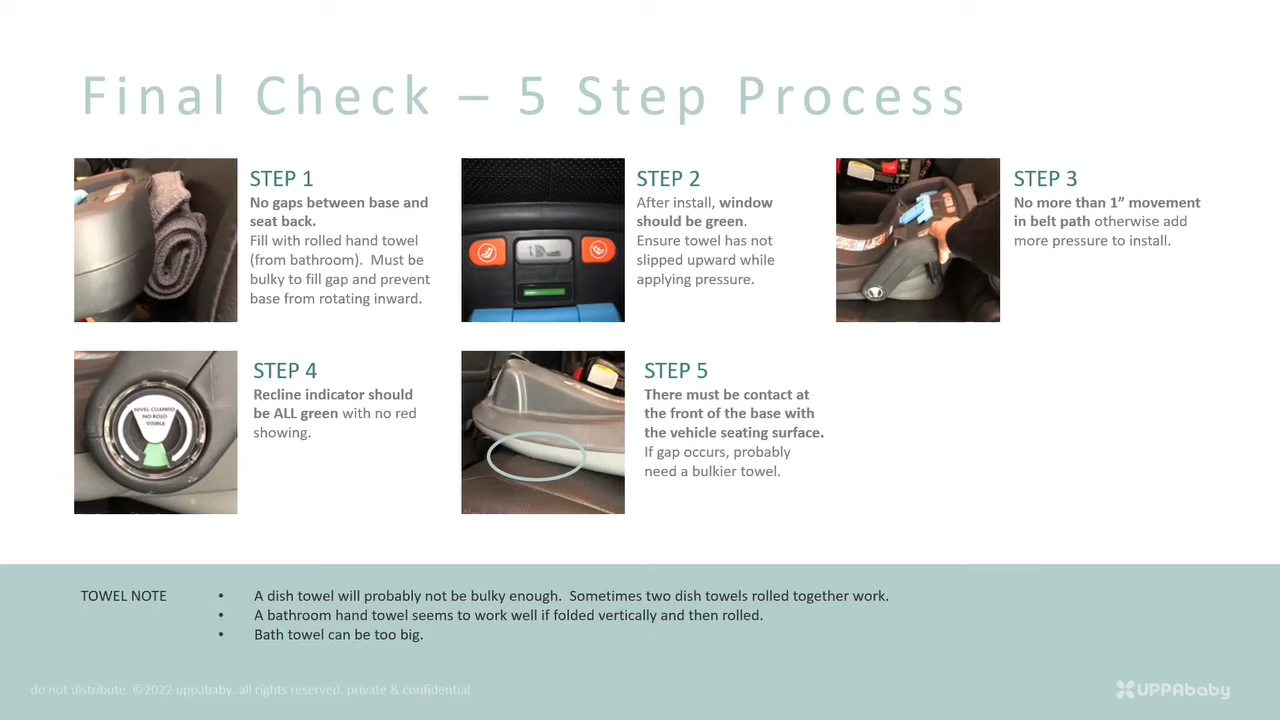 Final Check – 5 Step Process
STEP 1
No gaps between base and
seat back.
Fill with rolled hand towel
(from bathroom).  Must be
bulky to fill gap and prevent
base from rotating inward.
STEP 2
After install, window
should be green.
Ensure towel has not
slipped upward while
applying pressure.
STEP 3
No more than 1” movement
in belt path otherwise add
more pressure to install.
STEP 4
Recline indicator should
be ALL green with no red
showing.
NIVEL CUANDO
NO ROJO
VISIBLE
STEP 5
There must be contact at
the front of the base with
the vehicle seating surface.
If gap occurs, probably
need a bulkier towel.
TOWEL NOTE
• A dish towel will probably not be bulky enough.  Sometimes two dish towels rolled together work.
• A bathroom hand towel seems to work well if folded vertically and then rolled.
• Bath towel can be too big.
do not distribute  ©2022 uppababy. all rights reserved. private & confidential
UPPAbaby